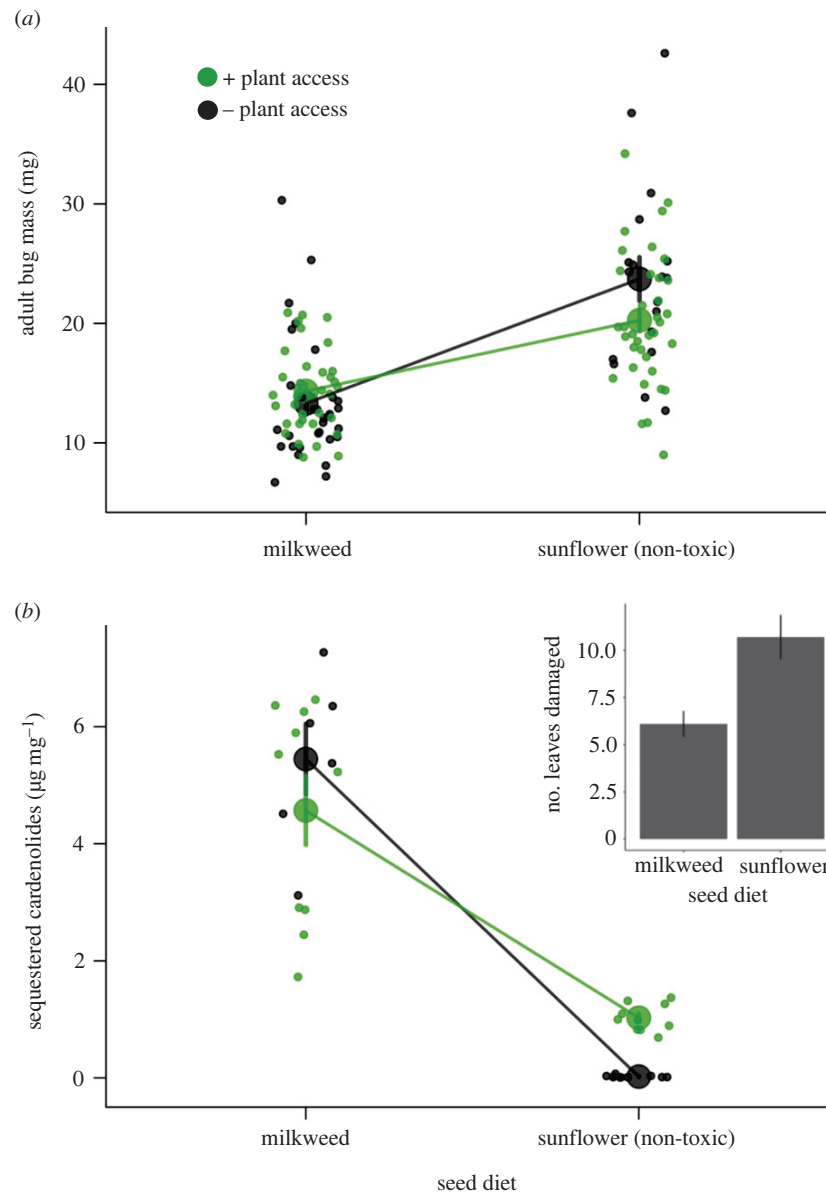 (a)
+ plant access
– plant access
40
30
20
10
adult bug mass (mg)
milkweed
sunflower (non-toxic)
(b)
6
4
2
0
sequestered cardenolides (µg mg⁻¹)
10.0
7.5
5.0
2.5
0
no. leaves damaged
milkweed
sunflower
seed diet
milkweed
sunflower (non-toxic)
seed diet